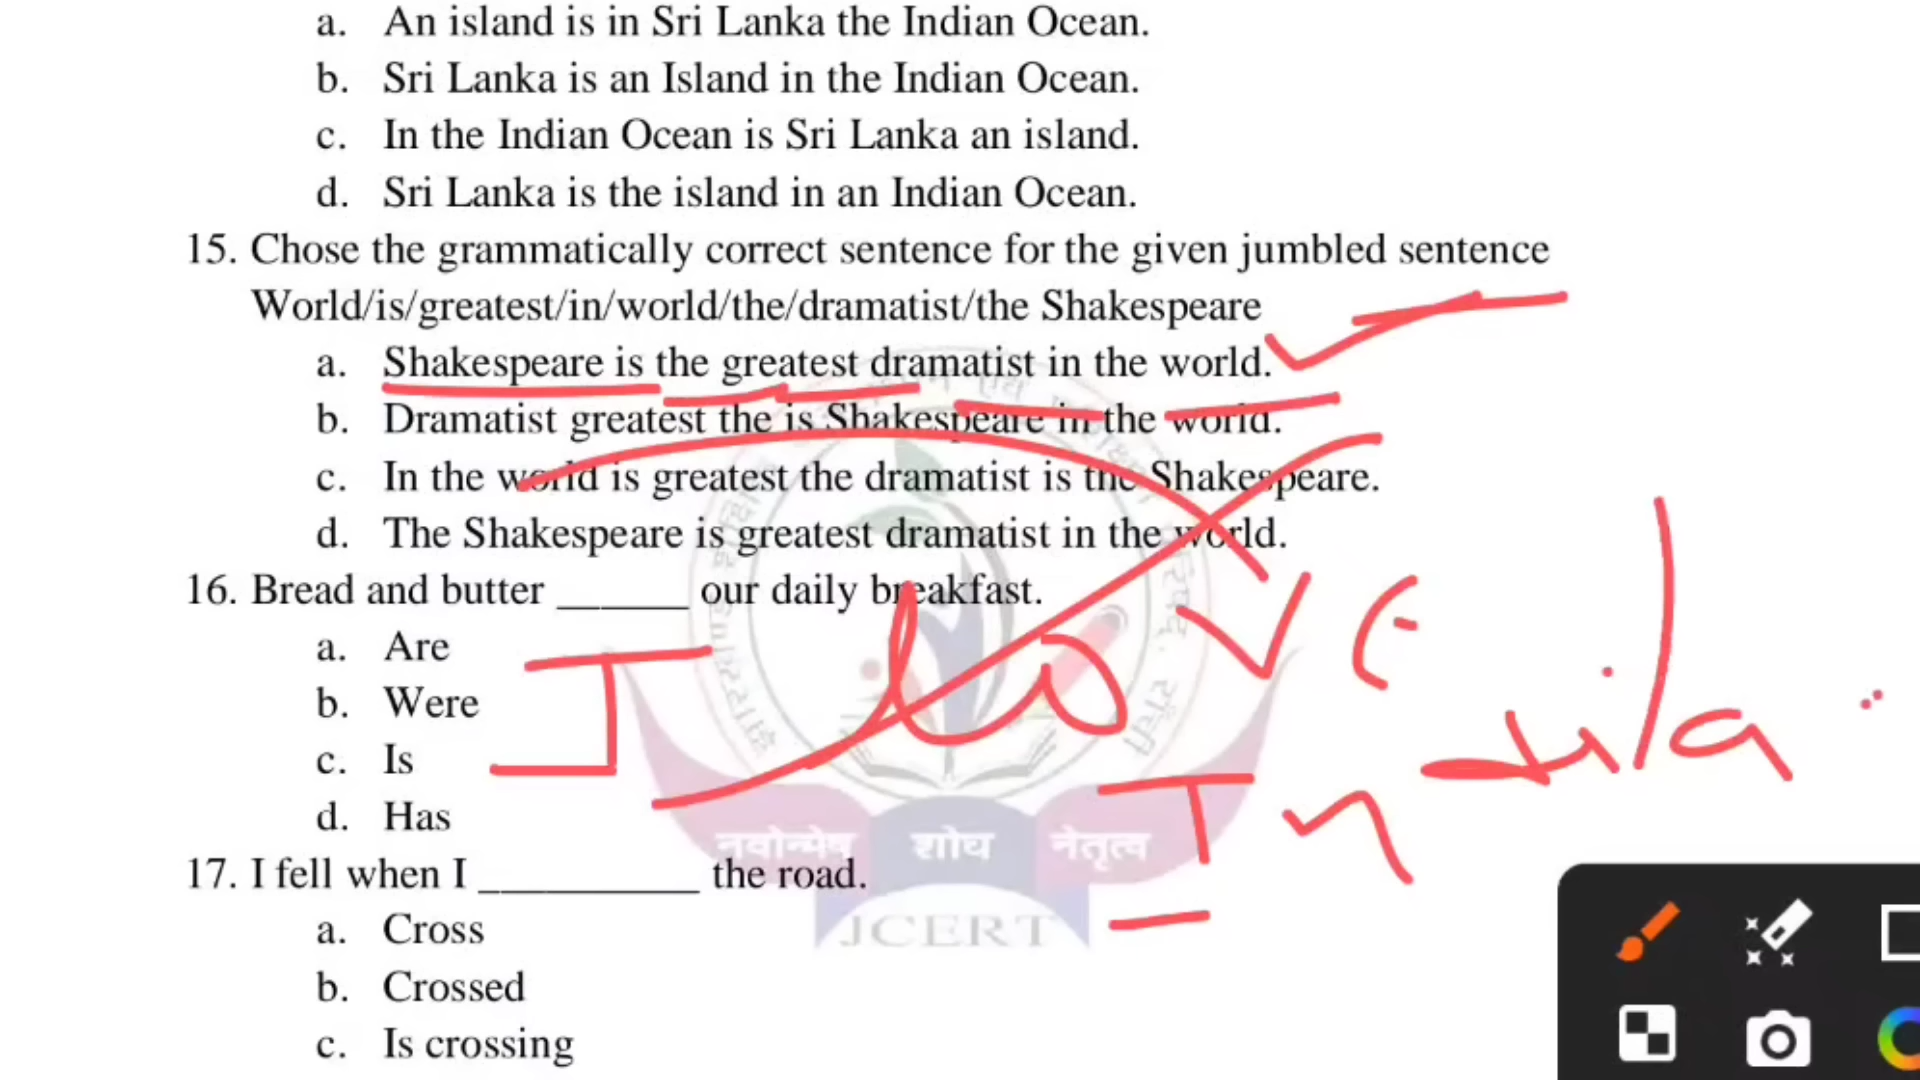 a. An island is in Sri Lanka the Indian Ocean.
b. Sri Lanka is an Island in the Indian Ocean.
c. In the Indian Ocean is Sri Lanka an island.
d. Sri Lanka is the island in an Indian Ocean.
15. Chose the grammatically correct sentence for the given jumbled sentence
World/is/greatest/in/world/the/dramatist/the Shakespeare
a. Shakespeare is the greatest dramatist in the world.
b. Dramatist greatest the is Shakespeare in the world.
c. In the world is greatest the dramatist is the Shakespeare.
d. The Shakespeare is greatest dramatist in the world.
16. Bread and butter ______ our daily breakfast.
a. Are
b. Were
c. Is
d. Has
I love
India
नवोन्मेष शोध नेतृत्व
17. I fell when I __________ the road.
JCERT
a. Cross
b. Crossed
c. Is crossing